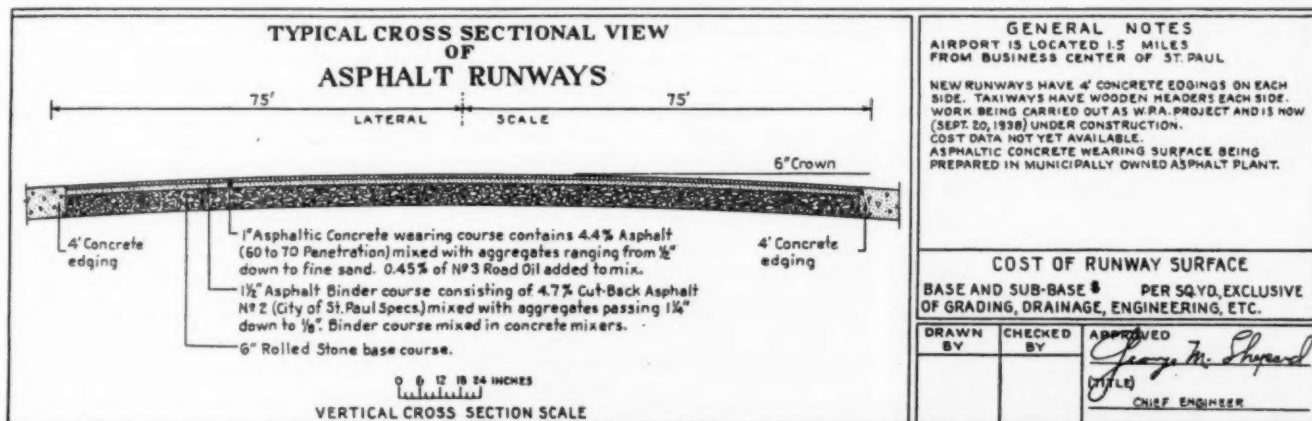 TYPICAL CROSS SECTIONAL VIEW
OF
ASPHALT RUNWAYS
75' 75'
LATERAL SCALE
6" Crown
4' Concrete
edging
1" Asphaltic Concrete wearing course contains 4.4% Asphalt
(60 to 70 Penetration) mixed with aggregates ranging from ½"
down to fine sand. 0.45% of Nº 3 Road Oil added to mix.
1½" Asphalt Binder course consisting of 4.7% Cut-Back Asphalt
Nº 2 (City of St. Paul Specs.) mixed with aggregates passing 1¼"
down to ⅛". Binder course mixed in concrete mixers.
6" Rolled Stone base course.
4' Concrete
edging
0 6 12 18 24 INCHES
VERTICAL CROSS SECTION SCALE
GENERAL NOTES
AIRPORT IS LOCATED 1.5 MILES
FROM BUSINESS CENTER OF ST. PAUL
NEW RUNWAYS HAVE 4' CONCRETE EDGINGS ON EACH
SIDE. TAXIWAYS HAVE WOODEN HEADERS EACH SIDE.
WORK BEING CARRIED OUT AS W.P.A. PROJECT AND IS NOW
(SEPT. 20, 1938) UNDER CONSTRUCTION.
COST DATA NOT YET AVAILABLE.
ASPHALTIC CONCRETE WEARING SURFACE BEING
PREPARED IN MUNICIPALLY OWNED ASPHALT PLANT.
COST OF RUNWAY SURFACE
BASE AND SUB-BASE $ PER SQ. YD., EXCLUSIVE
OF GRADING, DRAINAGE, ENGINEERING, ETC.
DRAWN
BY
CHECKED
BY
APPROVED
George M. Shepard
(TITLE)
CHIEF ENGINEER